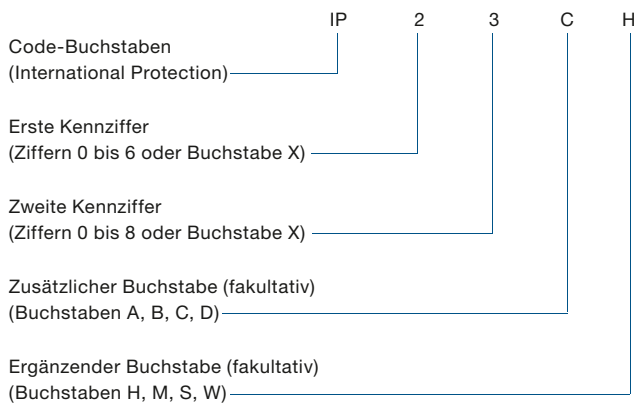 IP 2 3 C H
Code-Buchstaben
(International Protection)
Erste Kennziffer
(Ziffern 0 bis 6 oder Buchstabe X)
Zweite Kennziffer
(Ziffern 0 bis 8 oder Buchstabe X)
Zusätzlicher Buchstabe (fakultativ)
(Buchstaben A, B, C, D)
Ergänzender Buchstabe (fakultativ)
(Buchstaben H, M, S, W)